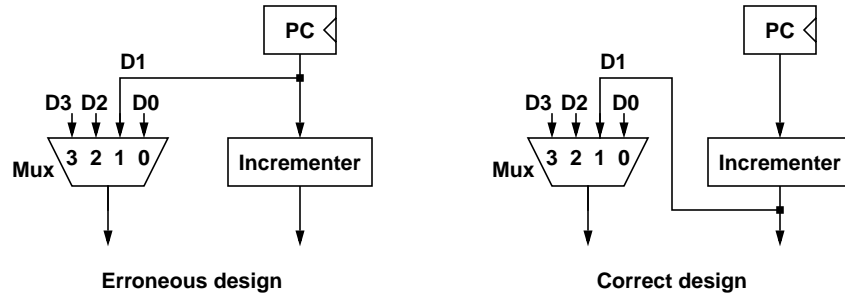 PC
D1
D3 D2 D0
3 2 1 0
Mux
Incrementer
Erroneous design
PC
D1
D3 D2 D0
3 2 1 0
Mux
Incrementer
Correct design